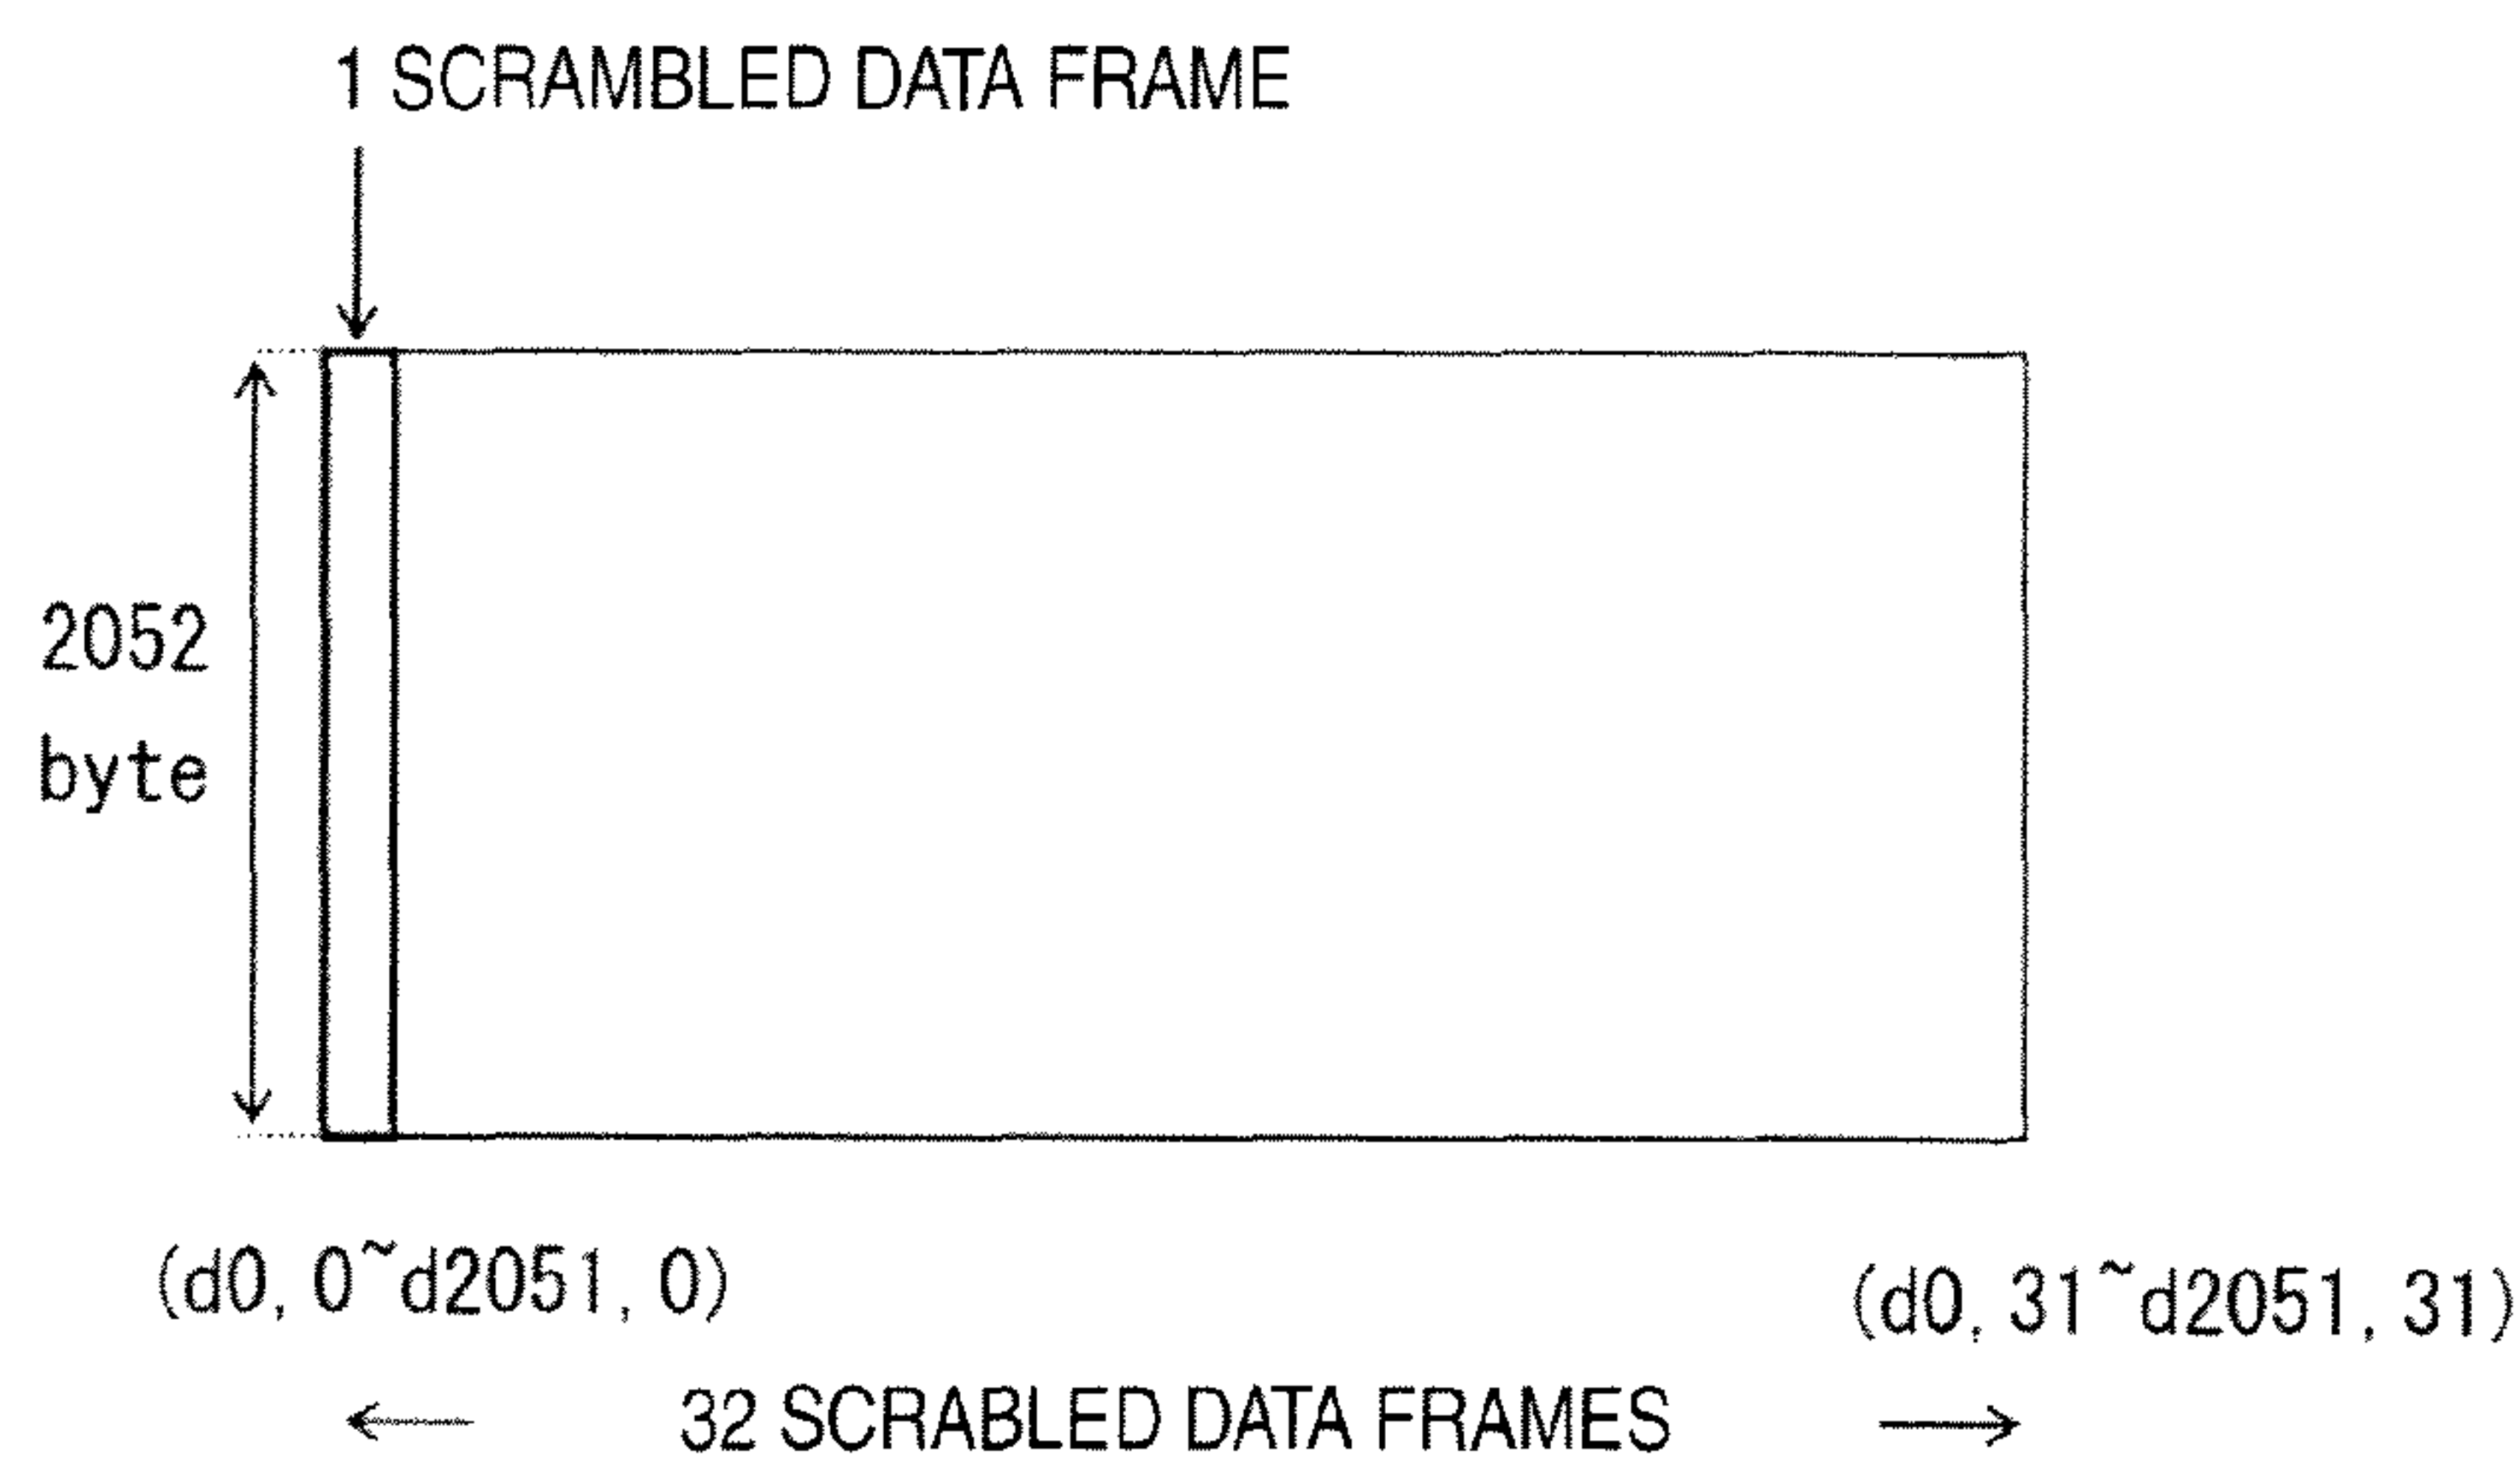 1 SCRAMBLED DATA FRAME
2052
byte
(d0, 0~d2051, 0)
(d0, 31~d2051, 31)
32 SCRABLED DATA FRAMES